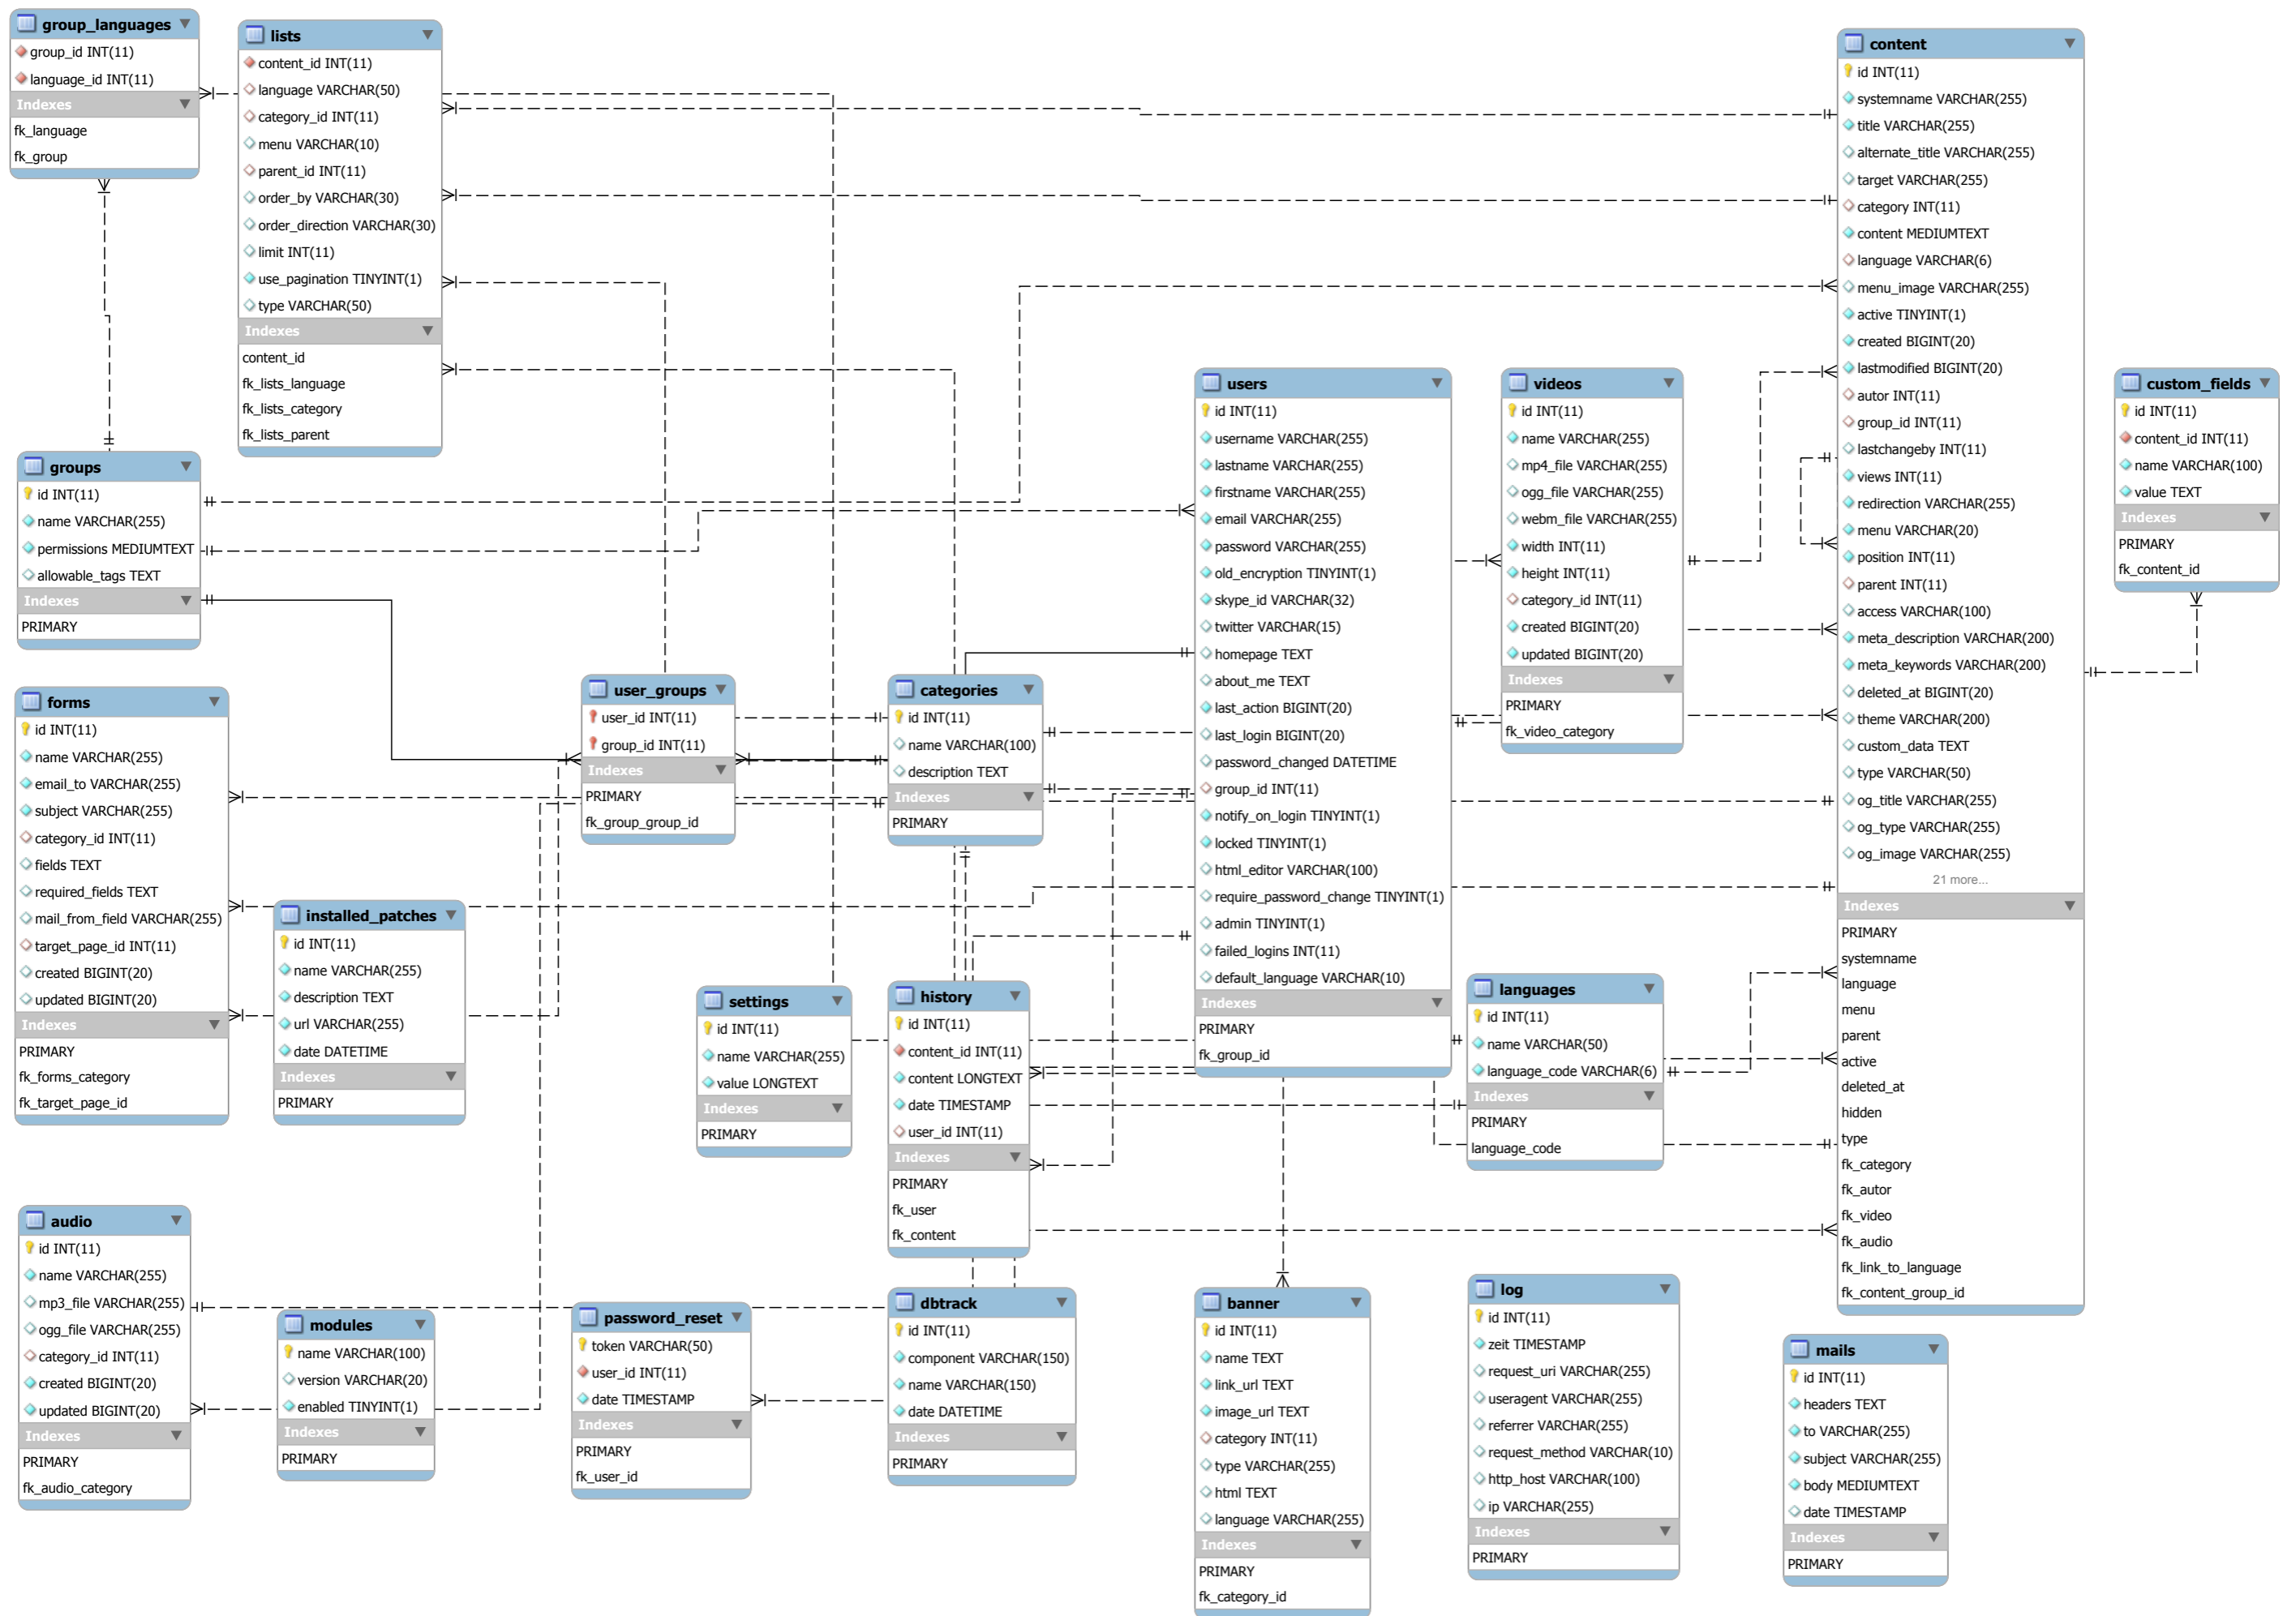 group_languages
group_id INT(11)
language_id INT(11)
Indexes
fk_language
fk_group
lists
content_id INT(11)
language VARCHAR(50)
category_id INT(11)
menu VARCHAR(10)
parent_id INT(11)
order_by VARCHAR(30)
order_direction VARCHAR(30)
limit INT(11)
use_pagination TINYINT(1)
type VARCHAR(50)
Indexes
content_id
fk_lists_language
fk_lists_category
fk_lists_parent
content
id INT(11)
systemname VARCHAR(255)
title VARCHAR(255)
alternate_title VARCHAR(255)
target VARCHAR(255)
category INT(11)
content MEDIUMTEXT
language VARCHAR(6)
menu_image VARCHAR(255)
active TINYINT(1)
created BIGINT(20)
lastmodified BIGINT(20)
autor INT(11)
group_id INT(11)
lastchangeby INT(11)
views INT(11)
redirection VARCHAR(255)
menu VARCHAR(20)
position INT(11)
parent INT(11)
access VARCHAR(100)
meta_description VARCHAR(200)
meta_keywords VARCHAR(200)
deleted_at BIGINT(20)
theme VARCHAR(200)
custom_data TEXT
type VARCHAR(50)
og_title VARCHAR(255)
og_type VARCHAR(255)
og_image VARCHAR(255)
21 more...
Indexes
PRIMARY
systemname
language
menu
parent
active
deleted_at
hidden
type
fk_category
fk_autor
fk_video
fk_audio
fk_link_to_language
fk_content_group_id
users
id INT(11)
username VARCHAR(255)
lastname VARCHAR(255)
firstname VARCHAR(255)
email VARCHAR(255)
password VARCHAR(255)
old_encryption TINYINT(1)
skype_id VARCHAR(32)
twitter VARCHAR(15)
homepage TEXT
about_me TEXT
last_action BIGINT(20)
last_login BIGINT(20)
password_changed DATETIME
group_id INT(11)
notify_on_login TINYINT(1)
locked TINYINT(1)
html_editor VARCHAR(100)
require_password_change TINYINT(1)
admin TINYINT(1)
failed_logins INT(11)
default_language VARCHAR(10)
Indexes
PRIMARY
fk_group_id
videos
id INT(11)
name VARCHAR(255)
mp4_file VARCHAR(255)
ogg_file VARCHAR(255)
webm_file VARCHAR(255)
width INT(11)
height INT(11)
category_id INT(11)
created BIGINT(20)
updated BIGINT(20)
Indexes
PRIMARY
fk_video_category
custom_fields
id INT(11)
content_id INT(11)
name VARCHAR(100)
value TEXT
Indexes
PRIMARY
fk_content_id
groups
id INT(11)
name VARCHAR(255)
permissions MEDIUMTEXT
allowable_tags TEXT
Indexes
PRIMARY
forms
id INT(11)
name VARCHAR(255)
email_to VARCHAR(255)
subject VARCHAR(255)
category_id INT(11)
fields TEXT
required_fields TEXT
mail_from_field VARCHAR(255)
target_page_id INT(11)
created BIGINT(20)
updated BIGINT(20)
Indexes
PRIMARY
fk_forms_category
fk_target_page_id
user_groups
user_id INT(11)
group_id INT(11)
Indexes
PRIMARY
fk_group_group_id
categories
id INT(11)
name VARCHAR(100)
description TEXT
Indexes
PRIMARY
installed_patches
id INT(11)
name VARCHAR(255)
description TEXT
url VARCHAR(255)
date DATETIME
Indexes
PRIMARY
settings
id INT(11)
name VARCHAR(255)
value LONGTEXT
Indexes
PRIMARY
history
id INT(11)
content_id INT(11)
content LONGTEXT
date TIMESTAMP
user_id INT(11)
Indexes
PRIMARY
fk_user
fk_content
languages
id INT(11)
name VARCHAR(50)
language_code VARCHAR(6)
Indexes
PRIMARY
language_code
audio
id INT(11)
name VARCHAR(255)
mp3_file VARCHAR(255)
ogg_file VARCHAR(255)
category_id INT(11)
created BIGINT(20)
updated BIGINT(20)
Indexes
PRIMARY
fk_audio_category
modules
name VARCHAR(100)
version VARCHAR(20)
enabled TINYINT(1)
Indexes
PRIMARY
password_reset
token VARCHAR(50)
user_id INT(11)
date TIMESTAMP
Indexes
PRIMARY
fk_user_id
dbtrack
id INT(11)
component VARCHAR(150)
name VARCHAR(150)
date DATETIME
Indexes
PRIMARY
banner
id INT(11)
name TEXT
link_url TEXT
image_url TEXT
category INT(11)
type VARCHAR(255)
html TEXT
language VARCHAR(255)
Indexes
PRIMARY
fk_category_id
log
id INT(11)
zeit TIMESTAMP
request_uri VARCHAR(255)
useragent VARCHAR(255)
referrer VARCHAR(255)
request_method VARCHAR(10)
http_host VARCHAR(100)
ip VARCHAR(255)
Indexes
PRIMARY
mails
id INT(11)
headers TEXT
to VARCHAR(255)
subject VARCHAR(255)
body MEDIUMTEXT
date TIMESTAMP
Indexes
PRIMARY